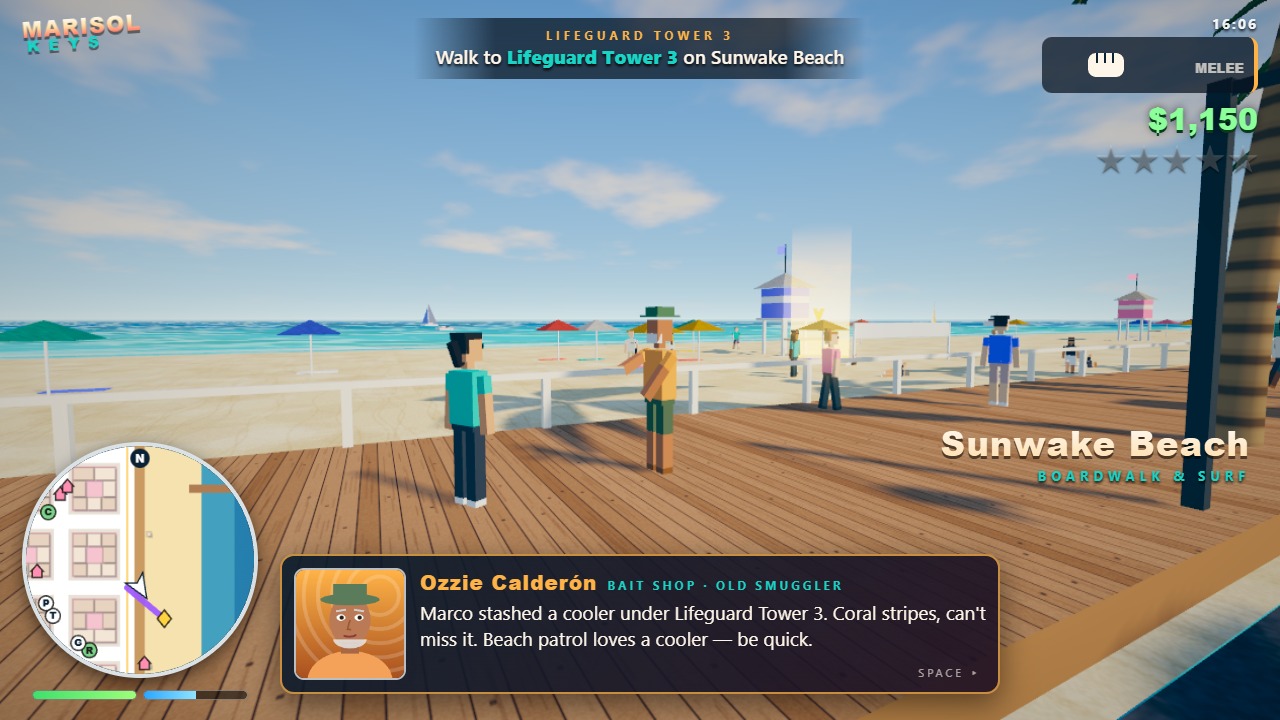 MARISOL
KEYS
LIFEGUARD TOWER 3
Walk to Lifeguard Tower 3 on Sunwake Beach
16:06
MELEE
$1,150
Sunwake Beach
BOARDWALK & SURF
N
C
P
T
G
R
Ozzie Calderón BAIT SHOP · OLD SMUGGLER
Marco stashed a cooler under Lifeguard Tower 3. Coral stripes, can't
miss it. Beach patrol loves a cooler — be quick.
SPACE